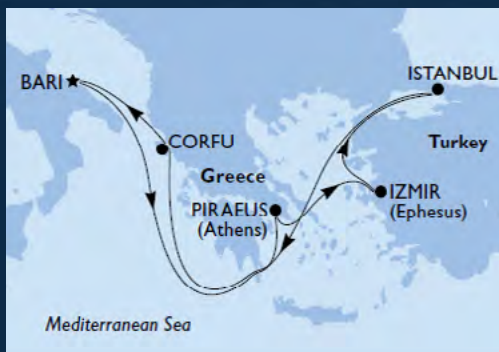 ISTANBUL
BARI
CORFU
Turkey
Greece
IZMIR
(Ephesus)
PIRAEUS
(Athens)
Mediterranean Sea